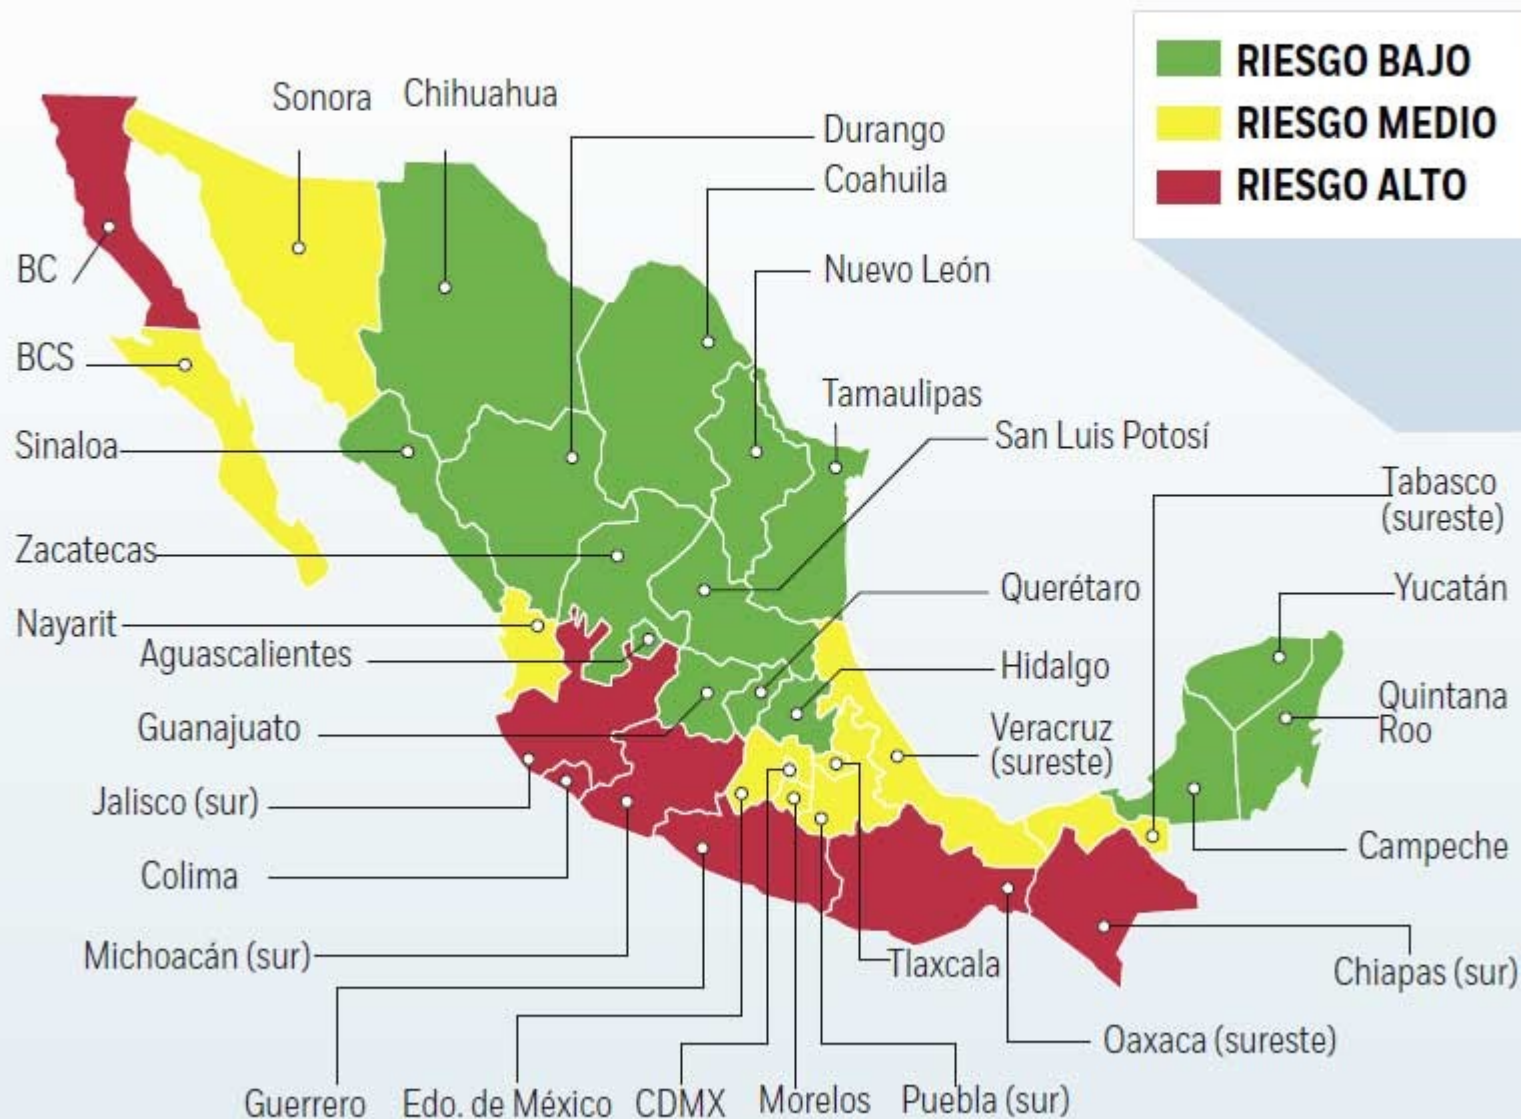 RIESGO BAJO
RIESGO MEDIO
RIESGO ALTO
Sonora
Chihuahua
Durango
Coahuila
BC
Nuevo León
BCS
Tamaulipas
San Luis Potosí
Sinaloa
Tabasco
(sureste)
Zacatecas
Querétaro
Yucatán
Nayarit
Aguascalientes
Hidalgo
Quintana
Roo
Guanajuato
Veracruz
(sureste)
Jalisco (sur)
Campeche
Colima
Michoacán (sur)
Tlaxcala
Chiapas (sur)
Oaxaca (sureste)
Guerrero
Edo. de México
CDMX
Morelos
Puebla (sur)